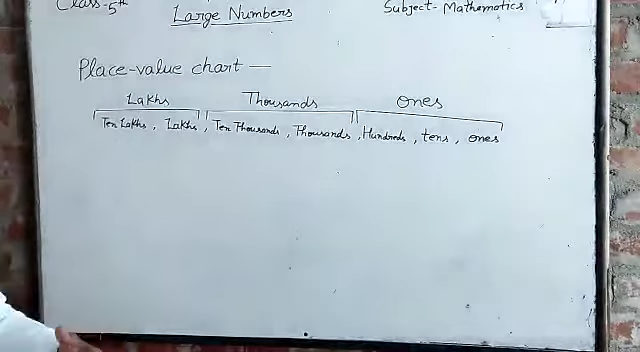 Class-5th Large Numbers Subject- Mathematics
Place-value chart —
Lakhs Thousands Ones
Ten Lakhs, Lakhs, Ten Thousands, Thousands, Hundreds, tens, ones